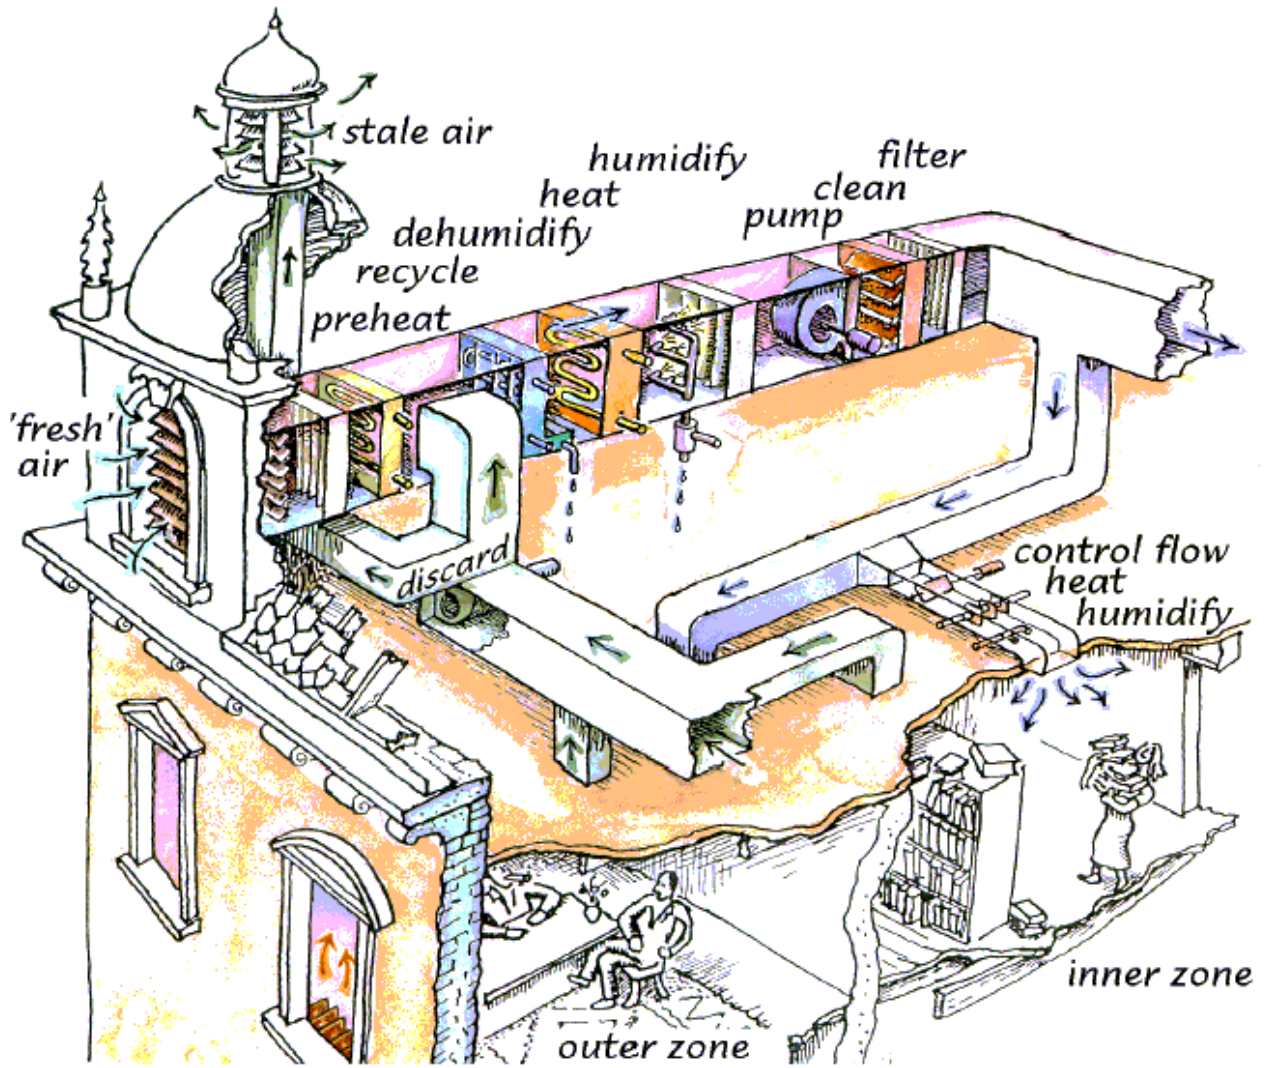 stale air
humidify
filter
heat
clean
dehumidify
pump
recycle
preheat
'fresh'
air
discard
control flow
heat
humidify
inner zone
outer zone